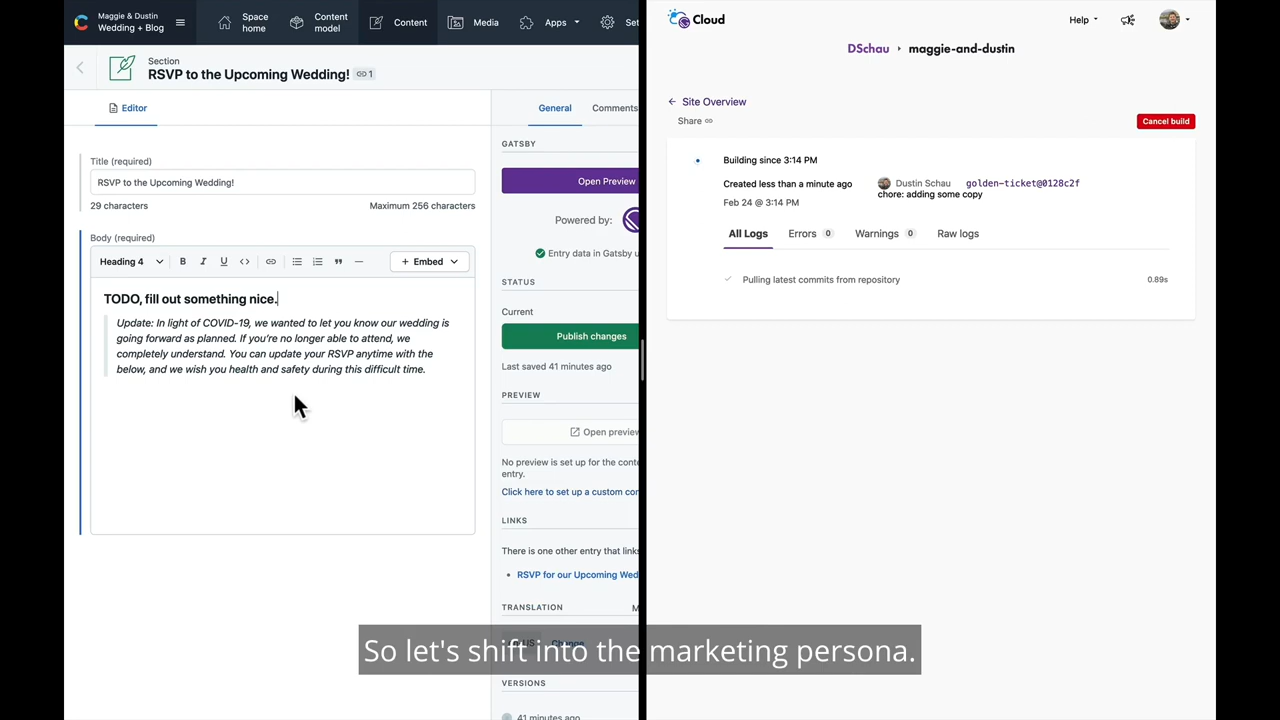 Maggie & Dustin
Wedding + Blog
Space
home
Content
model
Content
Media
Apps
Set
Section
RSVP to the Upcoming Wedding!
1
Editor
Title (required)
RSVP to the Upcoming Wedding!
29 characters
Maximum 256 characters
Body (required)
Heading 4
B I U <>
+ Embed
TODO, fill out something nice.
Update: In light of COVID-19, we wanted to let you know our wedding is
going forward as planned. If you're no longer able to attend, we
completely understand. You can update your RSVP anytime with the
below, and we wish you health and safety during this difficult time.
General
Comments
GATSBY
Open Preview
Powered by:
Entry data in Gatsby u
STATUS
Current
Publish changes
Last saved 41 minutes ago
PREVIEW
Open preview
No preview is set up for the conte
entry.
Click here to set up a custom con
LINKS
There is one other entry that links
RSVP for our Upcoming Wed
TRANSLATION
M
Change
VERSIONS
41 minutes ago
Cloud
Help
DSchau › maggie-and-dustin
← Site Overview
Share
Cancel build
Building since 3:14 PM
Created less than a minute ago
Feb 24 @ 3:14 PM
Dustin Schau
golden-ticket@0128c2f
chore: adding some copy
All Logs
Errors 0
Warnings 0
Raw logs
Pulling latest commits from repository
0.89s
So let's shift into the marketing persona.